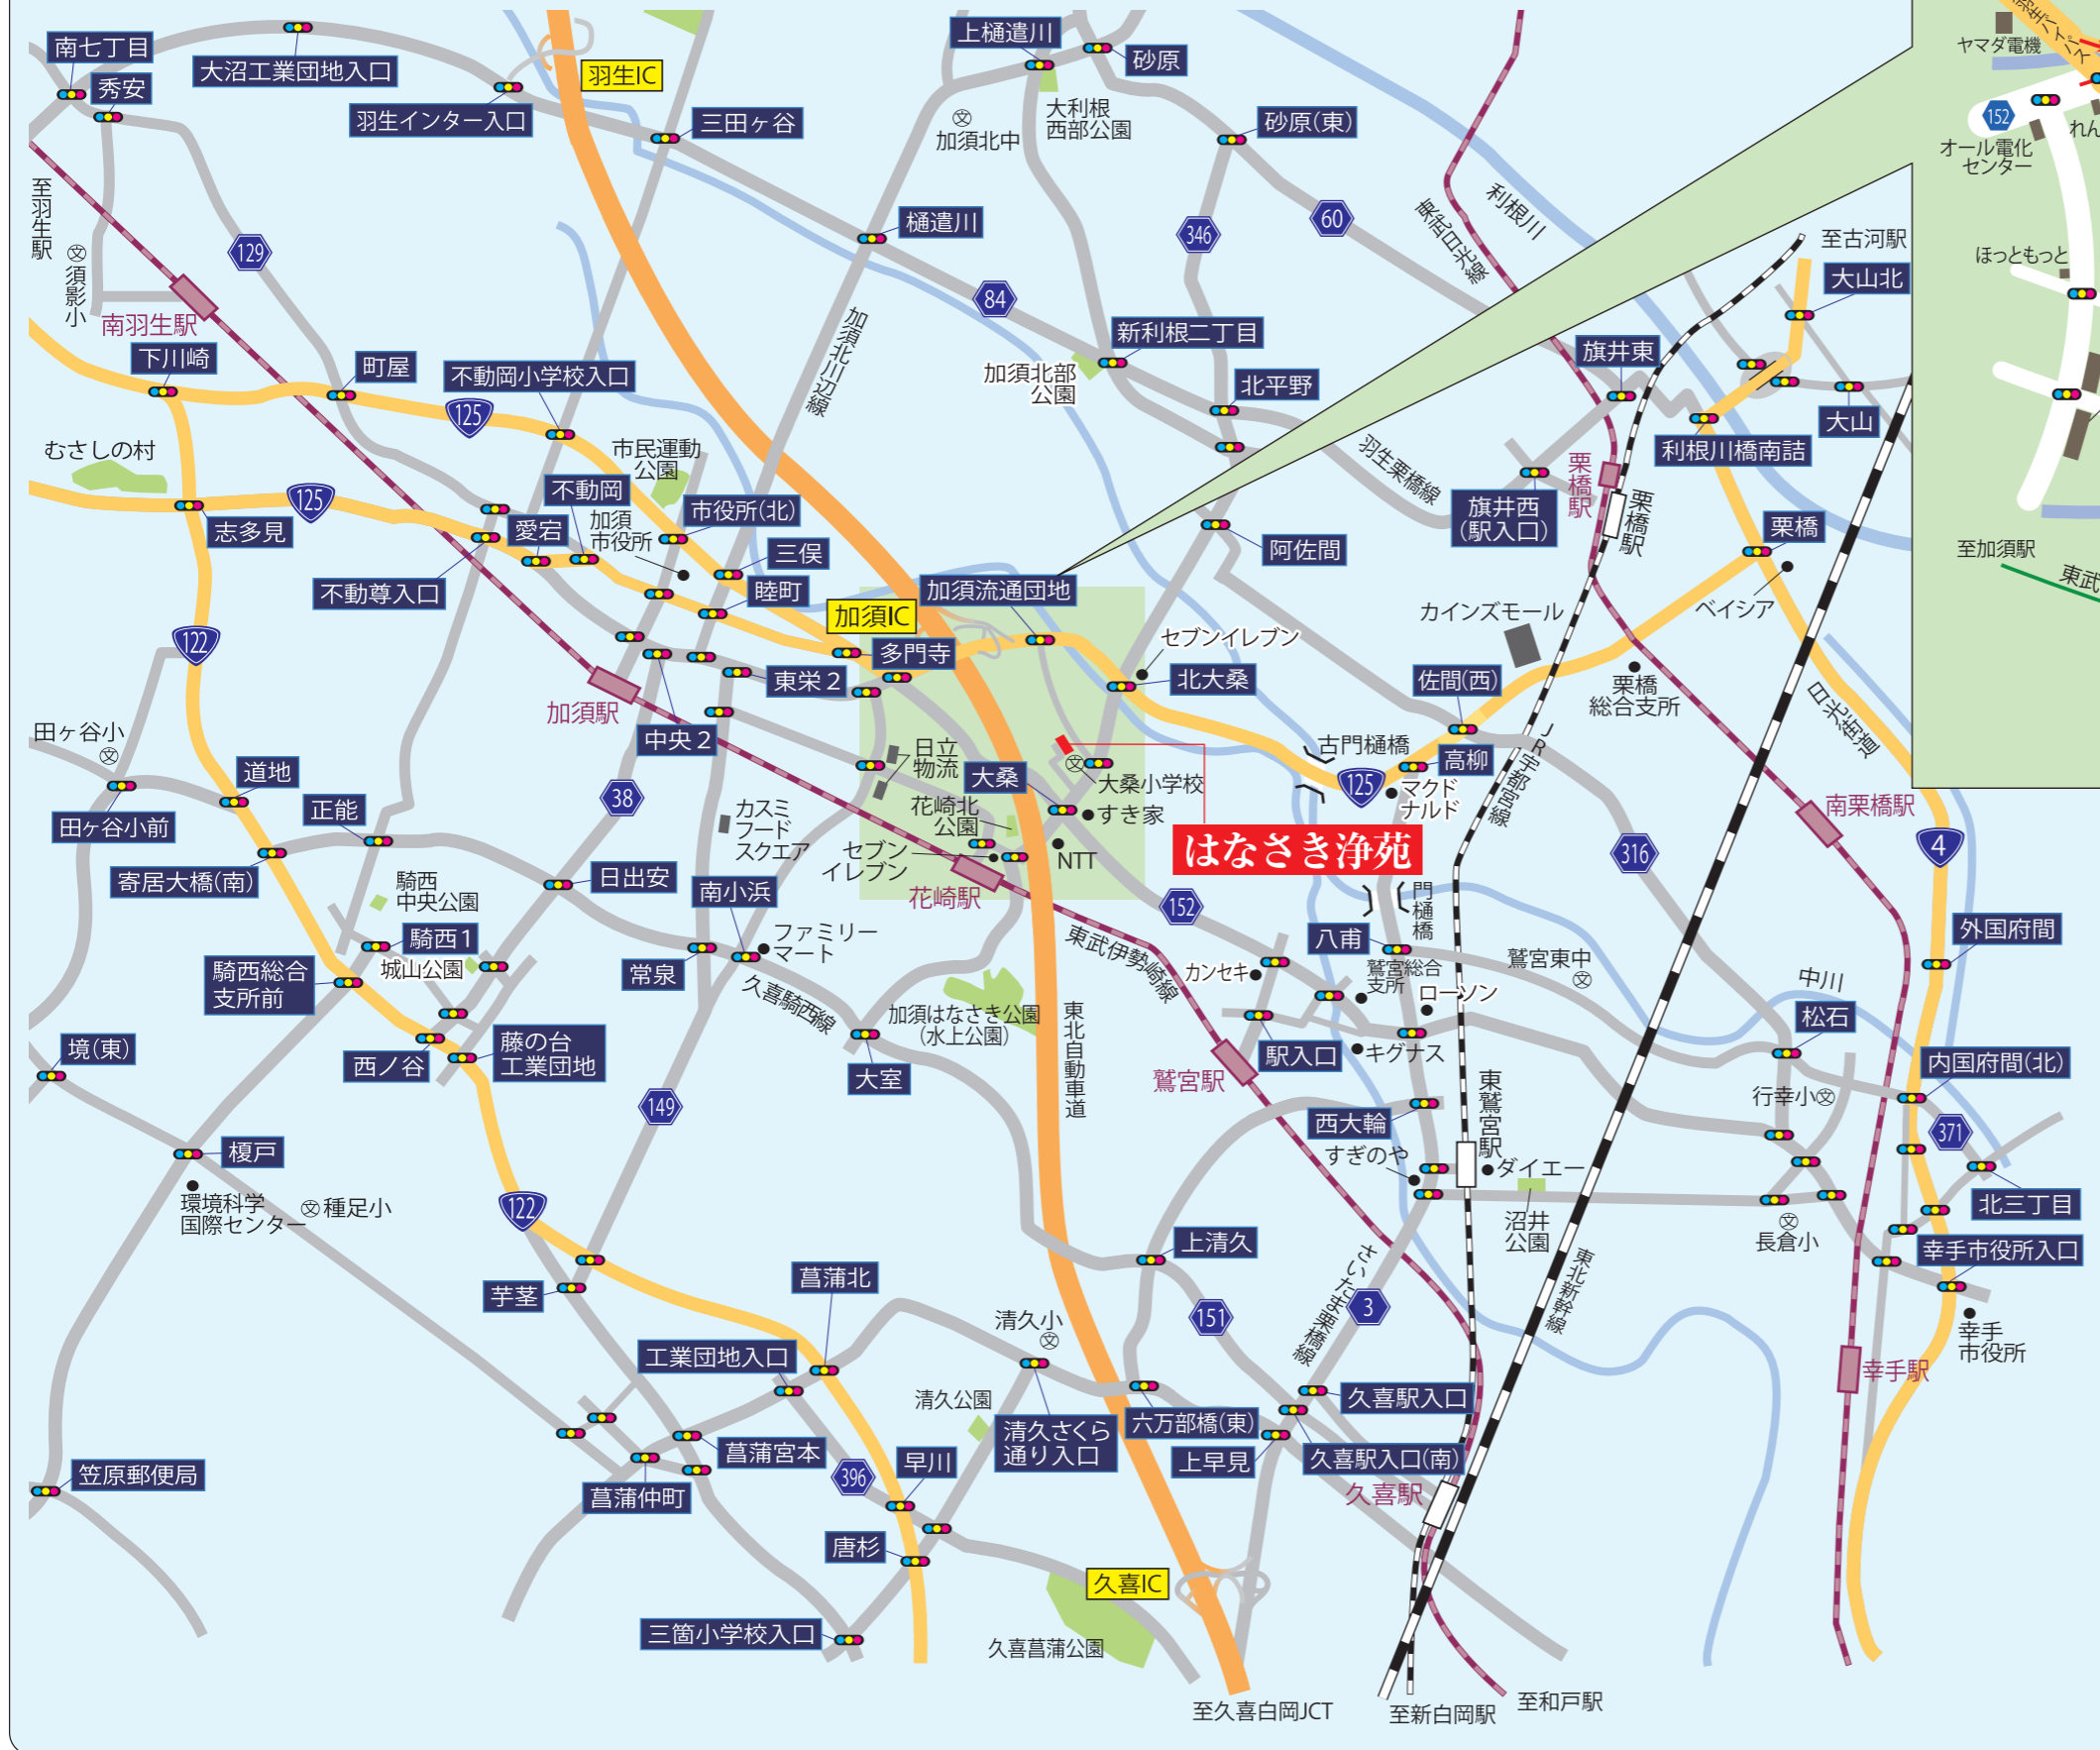 南七丁目
大沼工業団地入口
秀安
羽生インター入口
羽生IC
三田ヶ谷
上樋遣川
砂原
大利根
西部公園
加須北中
砂原(東)
ヤマダ電機
羽生バイパス
152
オール電化
センター
れん
ほっともっと
至加須駅
東武
至羽生駅
須影小
129
南羽生駅
樋遣川
346
60
東武日光線
利根川
至古河駅
大山北
84
加須北川辺線
新利根二丁目
加須北部
公園
北平野
旗井東
大山
利根川橋南詰
下川崎
町屋
不動岡小学校入口
125
むさしの村
125
市民運動
公園
不動岡
市役所(北)
加須
市役所
志多見
愛宕
三俣
睦町
不動尊入口
羽生栗橋線
栗橋駅
栗橋駅
旗井西
(駅入口)
栗橋
阿佐間
ベイシア
カインズモール
加須流通団地
加須IC
多門寺
セブンイレブン
北大桑
佐間(西)
栗橋
総合支所
122
東栄2
加須駅
中央2
田ヶ谷小
道地
田ヶ谷小前
正能
38
日立
物流
大桑
大桑小学校
すき家
古門樋橋
125
高柳
マクド
ナルド
JR宇都宮線
日光街道
南栗橋駅
花崎北
公園
カスミ
フード
スクエア
セブン
イレブン
NTT
はなさき浄苑
316
4
寄居大橋(南)
日出安
南小浜
花崎駅
152
門樋橋
騎西
中央公園
騎西1
城山公園
騎西総合
支所前
常泉
ファミリー
マート
久喜騎西線
東武伊勢崎線
八甫
カンセキ
鷲宮総合
支所
ローソン
鷲宮東中
外国府間
中川
松石
加須はなさき公園
(水上公園)
東北自動車道
境(東)
西ノ谷
藤の台
工業団地
大室
駅入口
キグナス
鷲宮駅
内国府間(北)
行幸小
149
西大輪
東鷲宮駅
371
すぎのや
ダイエー
榎戸
環境科学
国際センター
種足小
122
沼井
公園
長倉小
北三丁目
幸手市役所入口
上清久
芋茎
菖蒲北
さいたま栗橋線
東北新幹線
151
3
清久小
幸手
市役所
工業団地入口
幸手駅
清久公園
久喜駅入口
清久さくら
通り入口
六万部橋(東)
上早見
久喜駅入口(南)
菖蒲宮本
396
早川
笠原郵便局
菖蒲仲町
久喜駅
唐杉
久喜IC
三箇小学校入口
久喜菖蒲公園
至久喜白岡JCT
至新白岡駅
至和戸駅